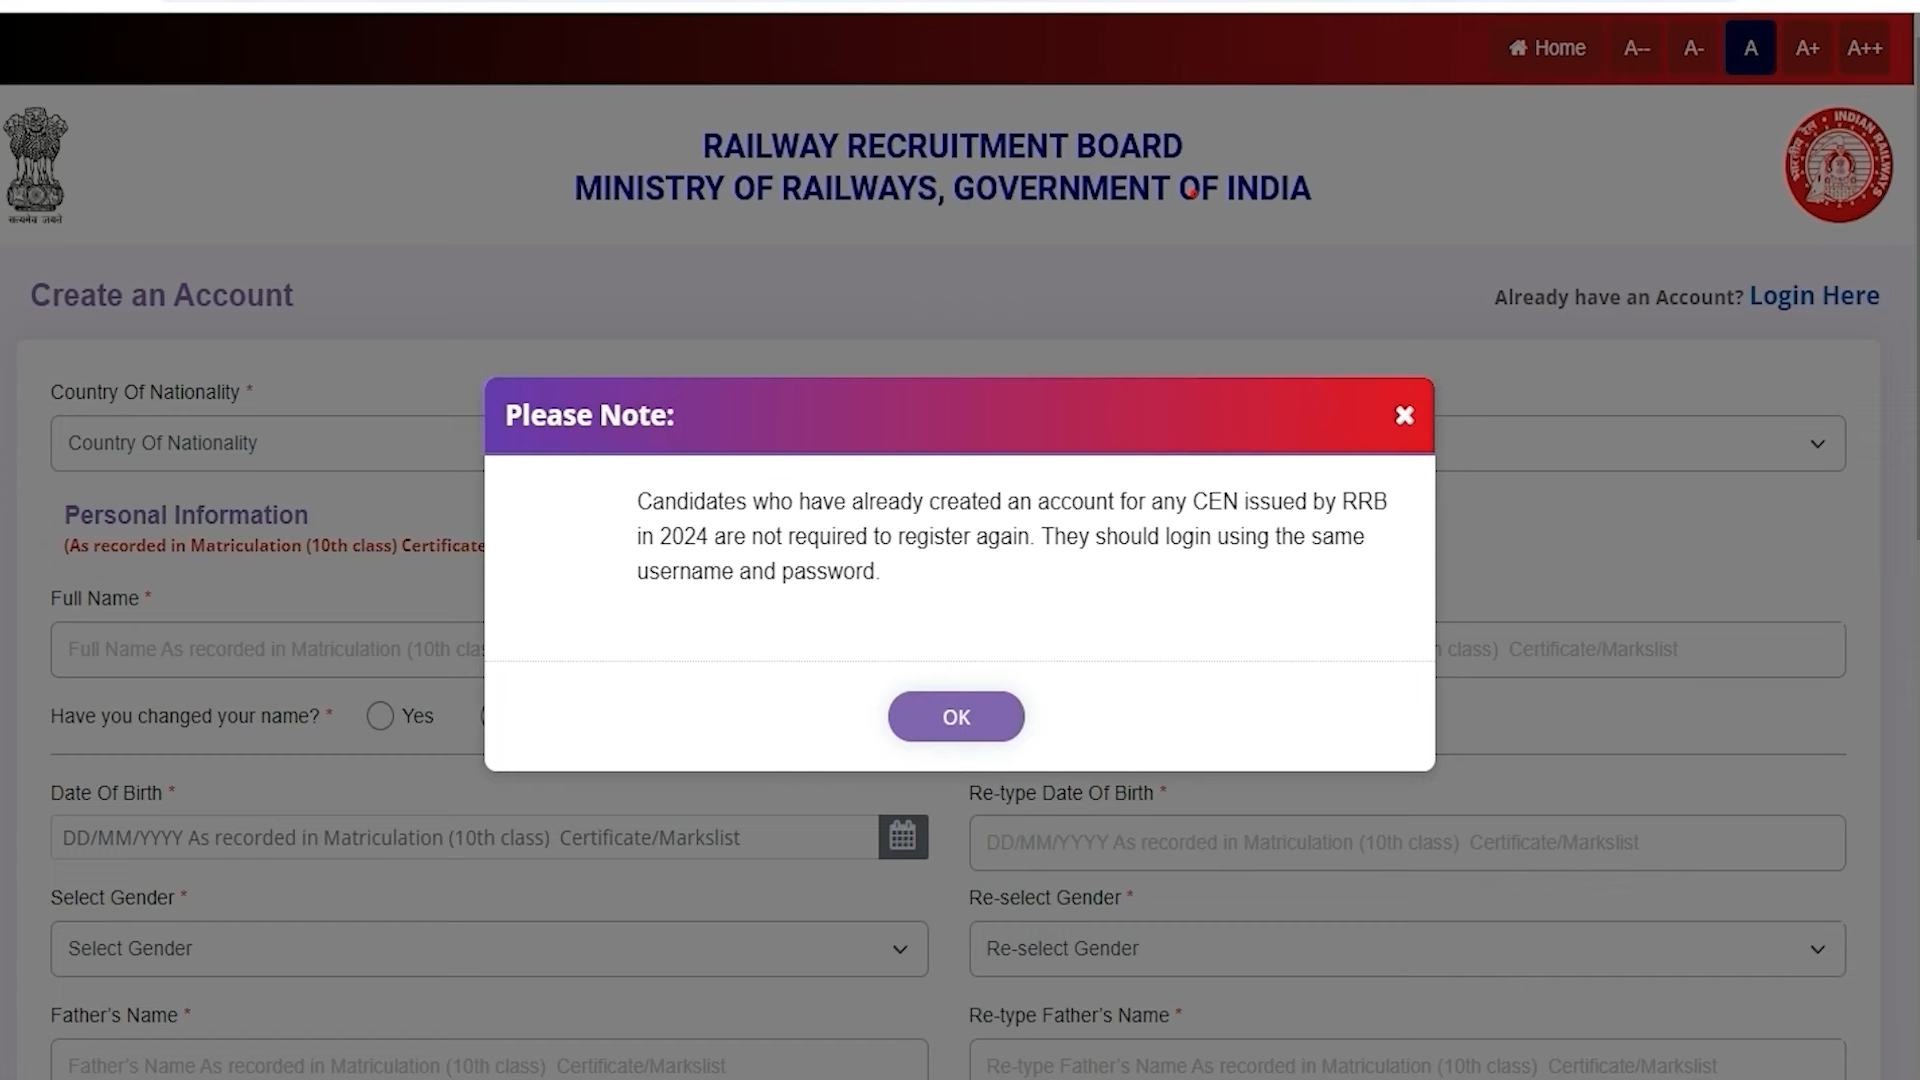 Home A-- A- A A+ A++
RAILWAY RECRUITMENT BOARD
MINISTRY OF RAILWAYS, GOVERNMENT OF INDIA
सत्यमेव जयते
INDIAN RAILWAYS
भारतीय रेल
Create an Account
Already have an Account? Login Here
Country Of Nationality *
Country Of Nationality
Please Note:
Candidates who have already created an account for any CEN issued by RRB
in 2024 are not required to register again. They should login using the same
username and password.
OK
Personal Information
(As recorded in Matriculation (10th class) Certificate
Full Name *
Full Name As recorded in Matriculation (10th
class) Certificate/Markslist
Have you changed your name? * Yes
Date Of Birth *
Re-type Date Of Birth *
DD/MM/YYYY As recorded in Matriculation (10th class) Certificate/Markslist
DD/MM/YYYY As recorded in Matriculation (10th class) Certificate/Markslist
Select Gender *
Re-select Gender *
Select Gender
Re-select Gender
Father's Name *
Re-type Father's Name *
Father's Name As recorded in Matriculation (10th class) Certificate/Markslist
Re-type Father's Name As recorded in Matriculation (10th class) Certificate/Markslist